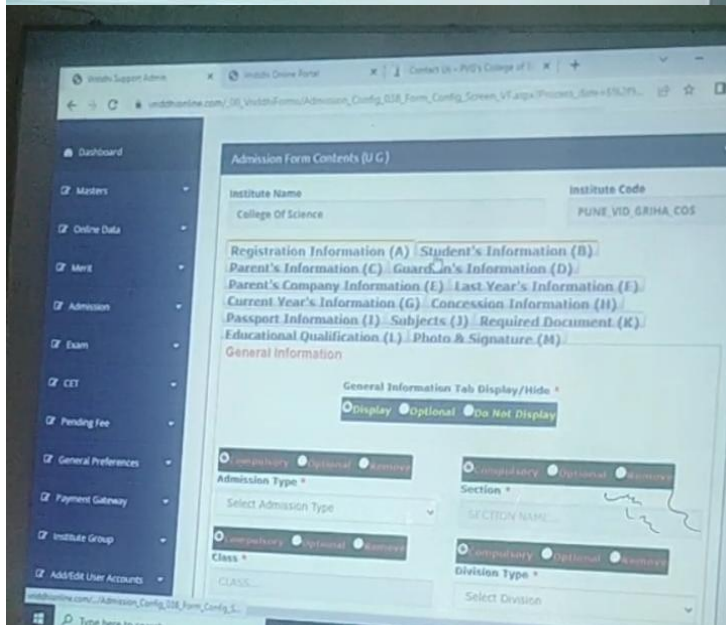 Vriddhi Support Admin
Vriddhi Online Portal
Contact Us - PVG's College of
Dashboard
Masters
Online Data
Merit
Admission
Exam
CET
Pending Fee
General Preferences
Payment Gateway
Institute Group
Add/Edit User Accounts
Admission Form Contents (U G)
Institute Name
Institute Code
College Of Science
PUNE_VID_GRIHA_COS
Registration Information (A) Student's Information (B)
Parent's Information (C) Guardian's Information (D)
Parent's Company Information (E) Last Year's Information (F)
Current Year's Information (G) Concession Information (H)
Passport Information (I) Subjects (J) Required Document (K)
Educational Qualification (L) Photo & Signature (M)
General Information
General Information Tab Display/Hide *
Display Optional Do Not Display
Compulsory Optional Remove
Compulsory Optional Remove
Admission Type *
Section *
Select Admission Type
SECTION NAME...
Compulsory Optional Remove
Compulsory Optional Remove
Class *
Division Type *
CLASS...
Select Division
Type here to